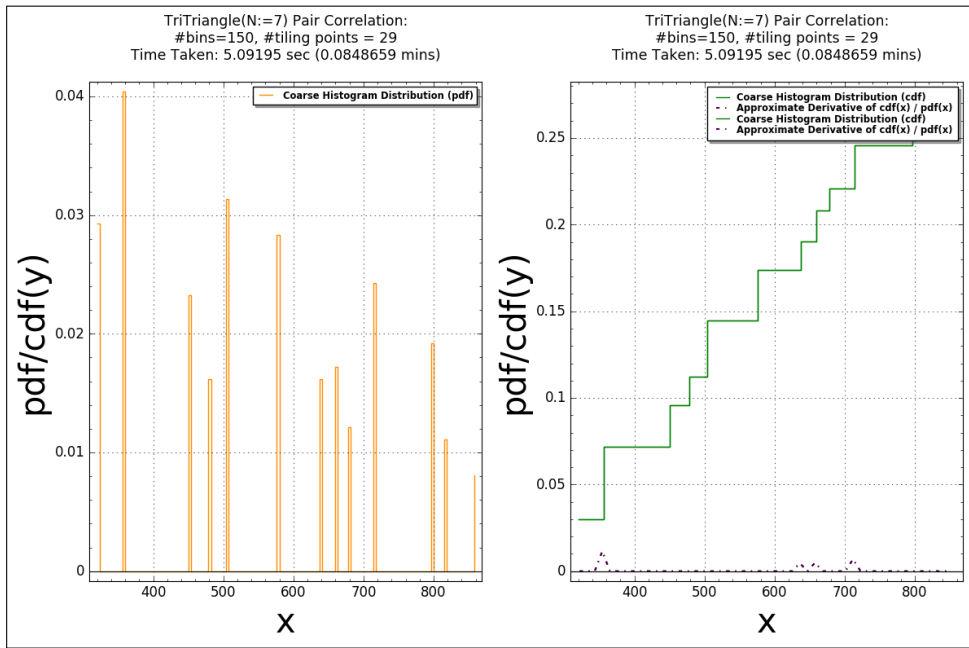 TriTriangle(N:=7) Pair Correlation:
#bins=150, #tiling points = 29
Time Taken: 5.09195 sec (0.0848659 mins)
Coarse Histogram Distribution (pdf)
0.04
0.03
0.02
0.01
0
pdf/cdf(y)
400 500 600 700 800
x
TriTriangle(N:=7) Pair Correlation:
#bins=150, #tiling points = 29
Time Taken: 5.09195 sec (0.0848659 mins)
Coarse Histogram Distribution (cdf)
Approximate Derivative of cdf(x) / pdf(x)
Coarse Histogram Distribution (cdf)
Approximate Derivative of cdf(x) / pdf(x)
0.25
0.2
0.15
0.1
0.05
0
pdf/cdf(y)
400 500 600 700 800
x